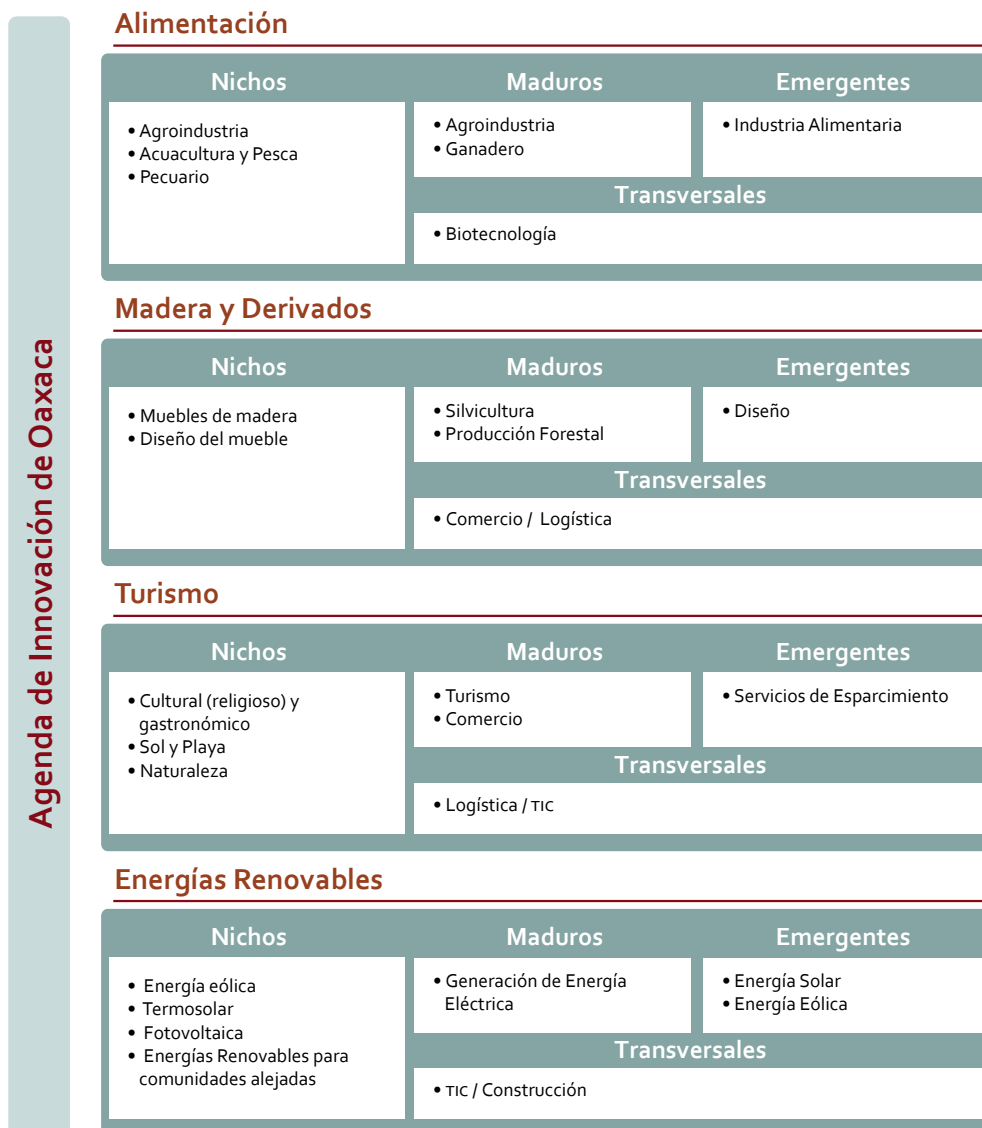 Agenda de Innovación de Oaxaca
Alimentación
Nichos
• Agroindustria
• Acuacultura y Pesca
• Pecuario
Maduros
• Agroindustria
• Ganadero
Emergentes
• Industria Alimentaria
Transversales
• Biotecnología
Madera y Derivados
Nichos
• Muebles de madera
• Diseño del mueble
Maduros
• Silvicultura
• Producción Forestal
Emergentes
• Diseño
Transversales
• Comercio / Logística
Turismo
Nichos
• Cultural (religioso) y
gastronómico
• Sol y Playa
• Naturaleza
Maduros
• Turismo
• Comercio
Emergentes
• Servicios de Esparcimiento
Transversales
• Logística / TIC
Energías Renovables
Nichos
• Energía eólica
• Termosolar
• Fotovoltaica
• Energías Renovables para
comunidades alejadas
Maduros
• Generación de Energía
Eléctrica
Emergentes
• Energía Solar
• Energía Eólica
Transversales
• TIC / Construcción